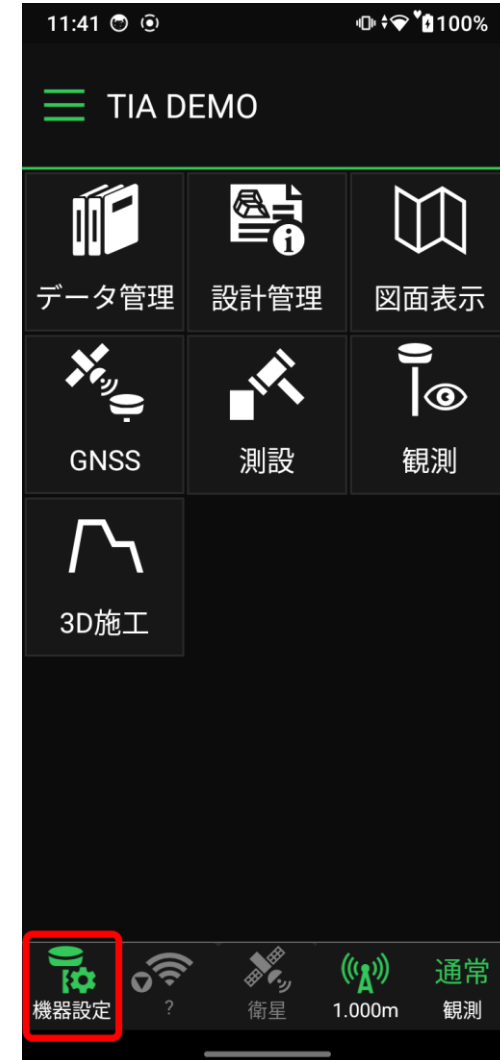 11:41
100%
TIA DEMO
データ管理
設計管理
図面表示
GNSS
測設
観測
3D施工
通常
機器設定
?
衛星
1.000m
観測